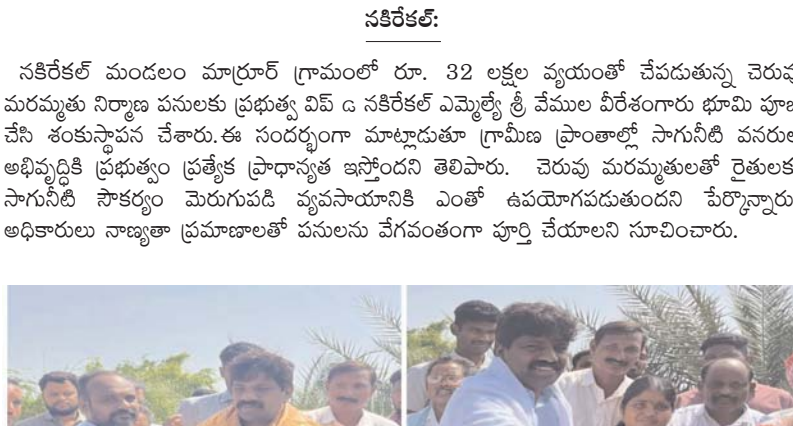 నకిరేకల్:
నకిరేకల్ మండలం మార్రూర్ గ్రామంలో రూ. 32 లక్షల వ్యయంతో చేపడుతున్న చెరువు
మరమ్మతు నిర్మాణ పనులకు ప్రభుత్వ విప్ & నకిరేకల్ ఎమ్మెల్యే శ్రీ వేముల వీరేశంగారు భూమి పూజ
చేసి శంకుస్థాపన చేశారు.ఈ సందర్భంగా మాట్లాడుతూ గ్రామీణ ప్రాంతాల్లో సాగునీటి వనరుల
అభివృద్ధికి ప్రభుత్వం ప్రత్యేక ప్రాధాన్యత ఇస్తోందని తెలిపారు. చెరువు మరమ్మతులతో రైతులకు
సాగునీటి సౌకర్యం మెరుగుపడి వ్యవసాయానికి ఎంతో ఉపయోగపడుతుందని పేర్కొన్నారు
అధికారులు నాణ్యతా ప్రమాణాలతో పనులను వేగవంతంగా పూర్తి చేయాలని సూచించారు.